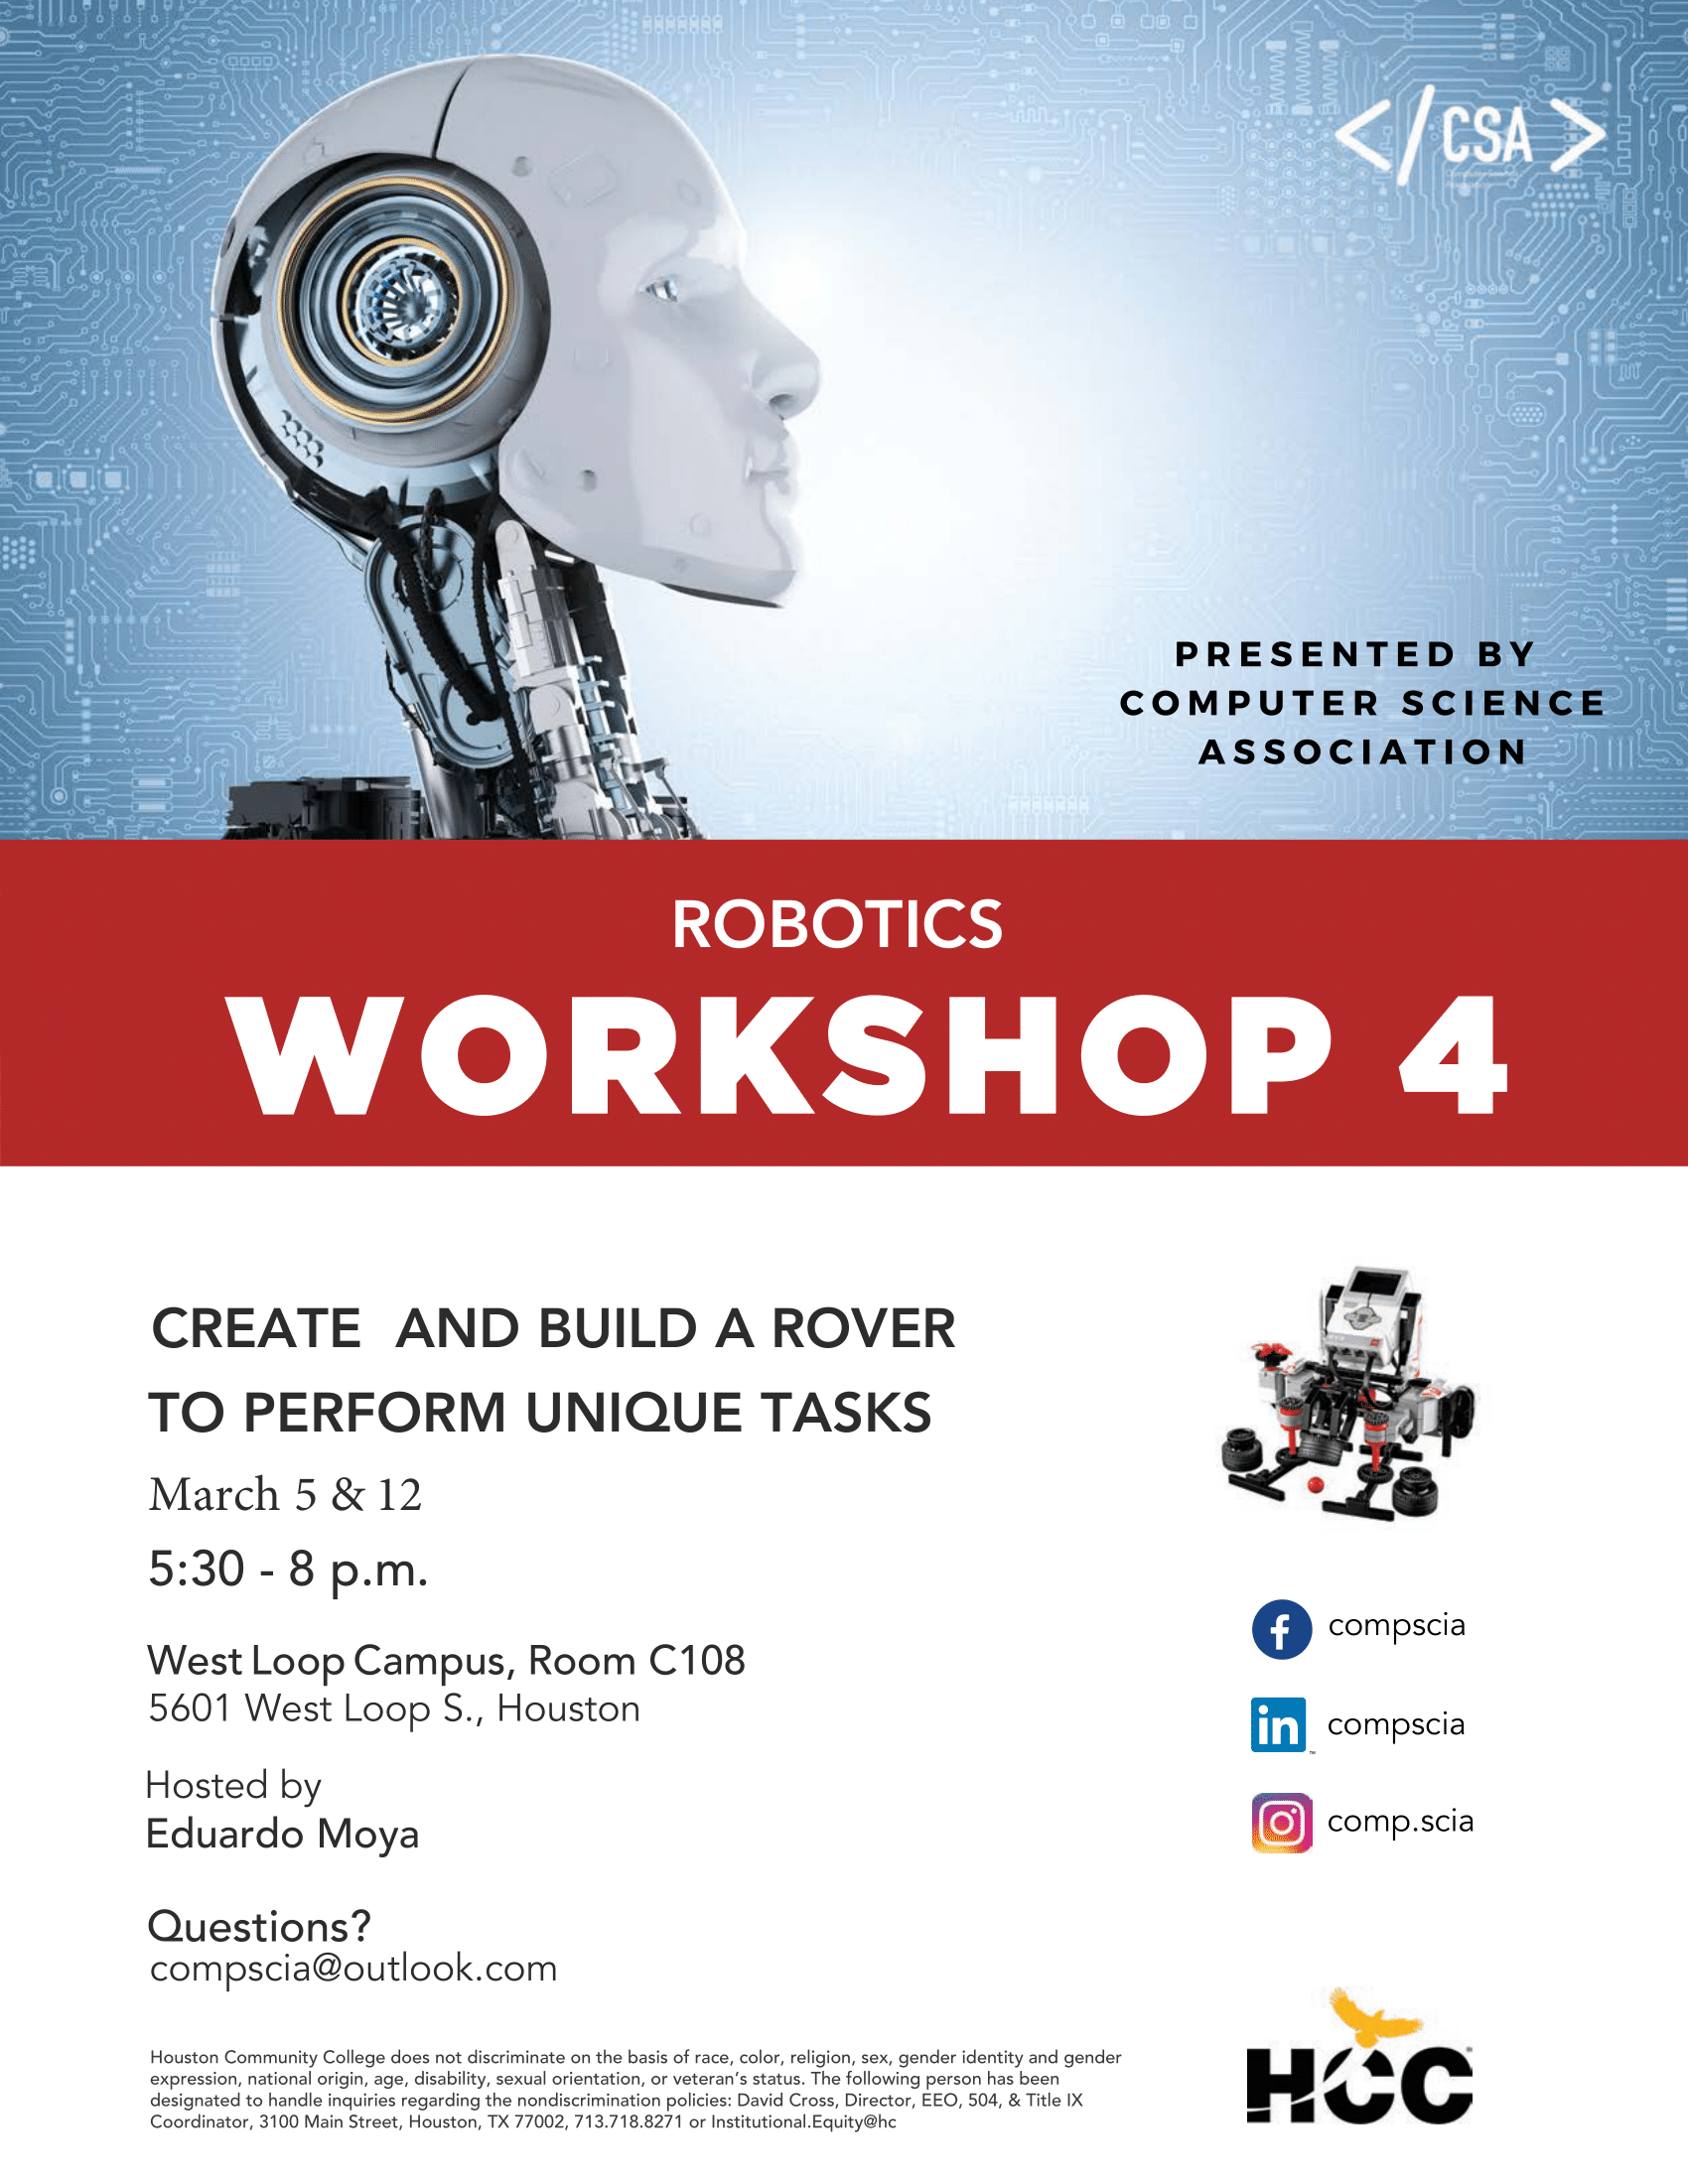 </CSA>
PRESENTED BY
COMPUTER SCIENCE
ASSOCIATION
ROBOTICS
WORKSHOP 4
CREATE AND BUILD A ROVER
TO PERFORM UNIQUE TASKS
March 5 & 12
5:30 - 8 p.m.
West Loop Campus, Room C108
5601 West Loop S., Houston
Hosted by
Eduardo Moya
Questions?
compscia@outlook.com
compscia
in compscia
comp.scia
Houston Community College does not discriminate on the basis of race, color, religion, sex, gender identity and gender
expression, national origin, age, disability, sexual orientation, or veteran's status. The following person has been
designated to handle inquiries regarding the nondiscrimination policies: David Cross, Director, EEO, 504, & Title IX
Coordinator, 3100 Main Street, Houston, TX 77002, 713.718.8271 or Institutional.Equity@hc
HCC